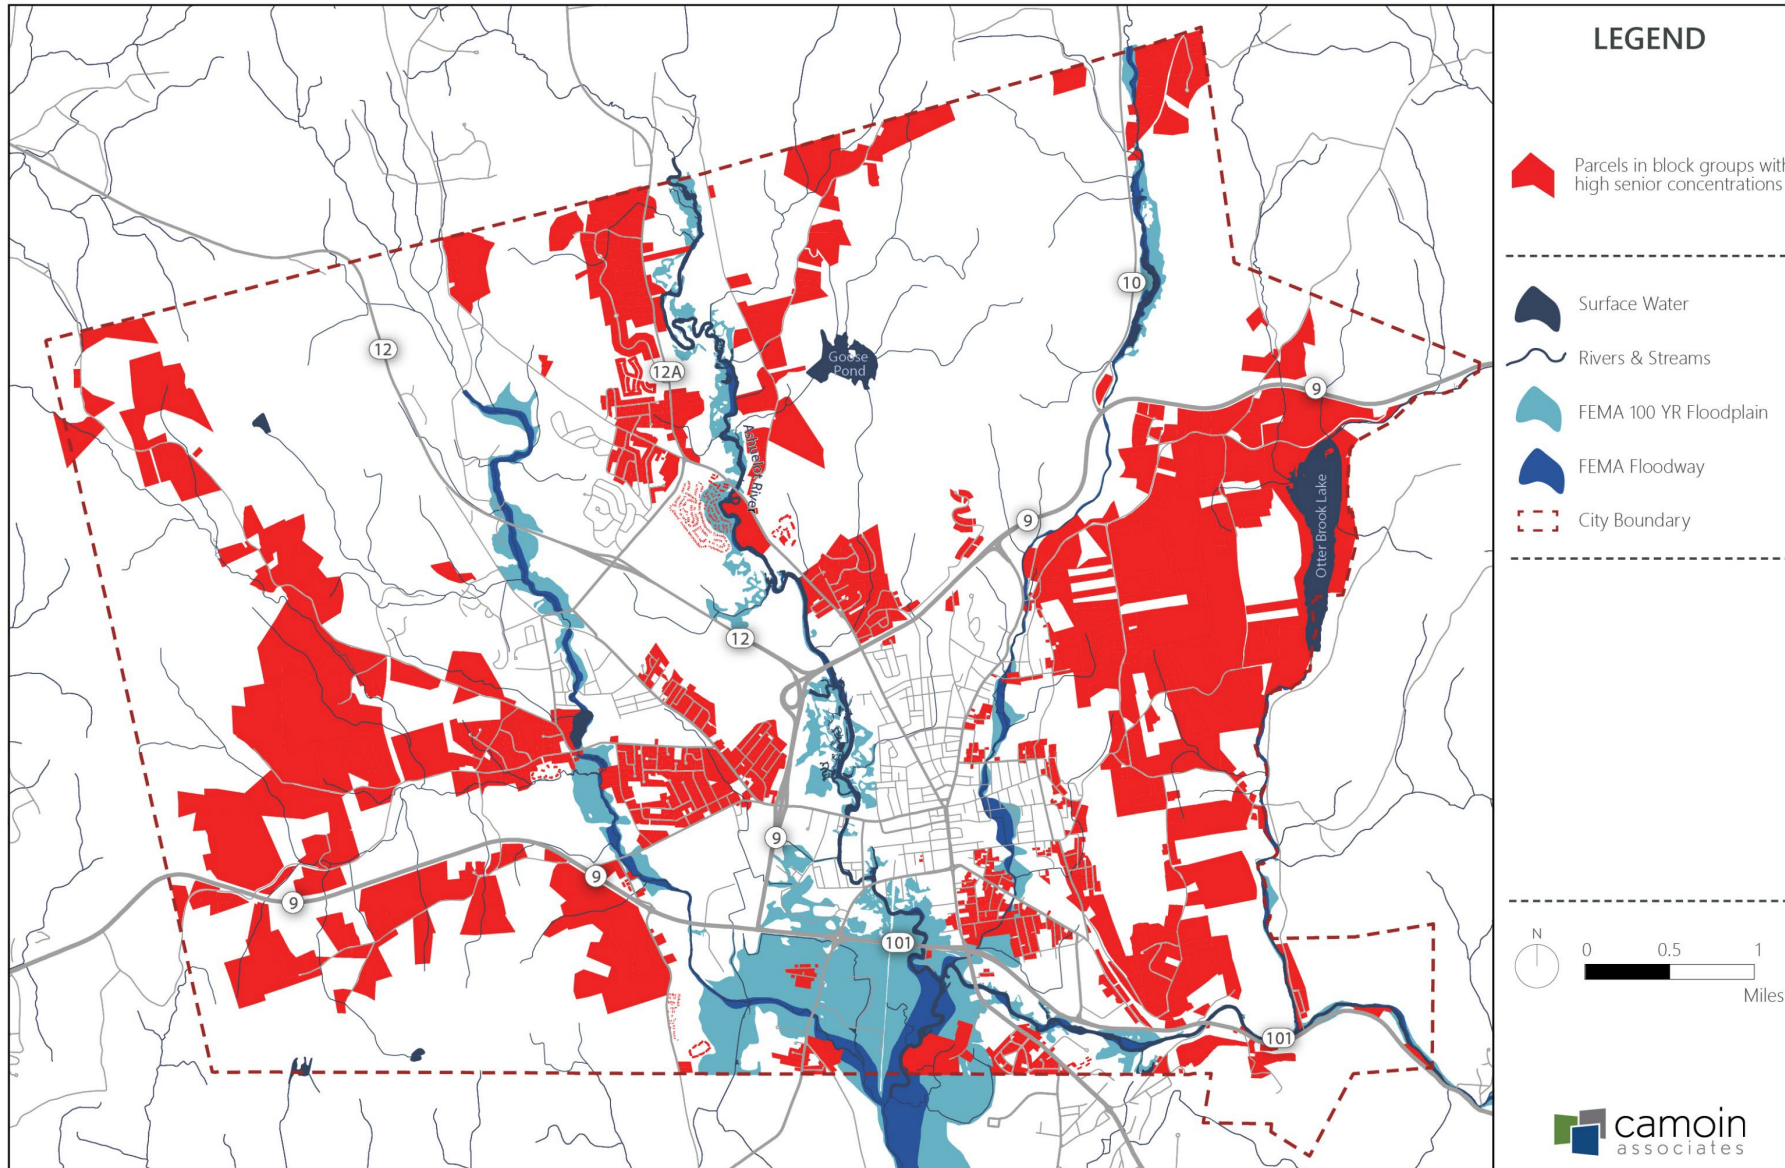 LEGEND
Parcels in block groups with
high senior concentrations
Surface Water
Rivers & Streams
FEMA 100 YR Floodplain
FEMA Floodway
City Boundary
N
0 0.5 1
Miles
camoin
associates
10
12
12A
Goose
Pond
9
Ashuelot River
Otter Brook Lake
9
12
9
9
9
101
101